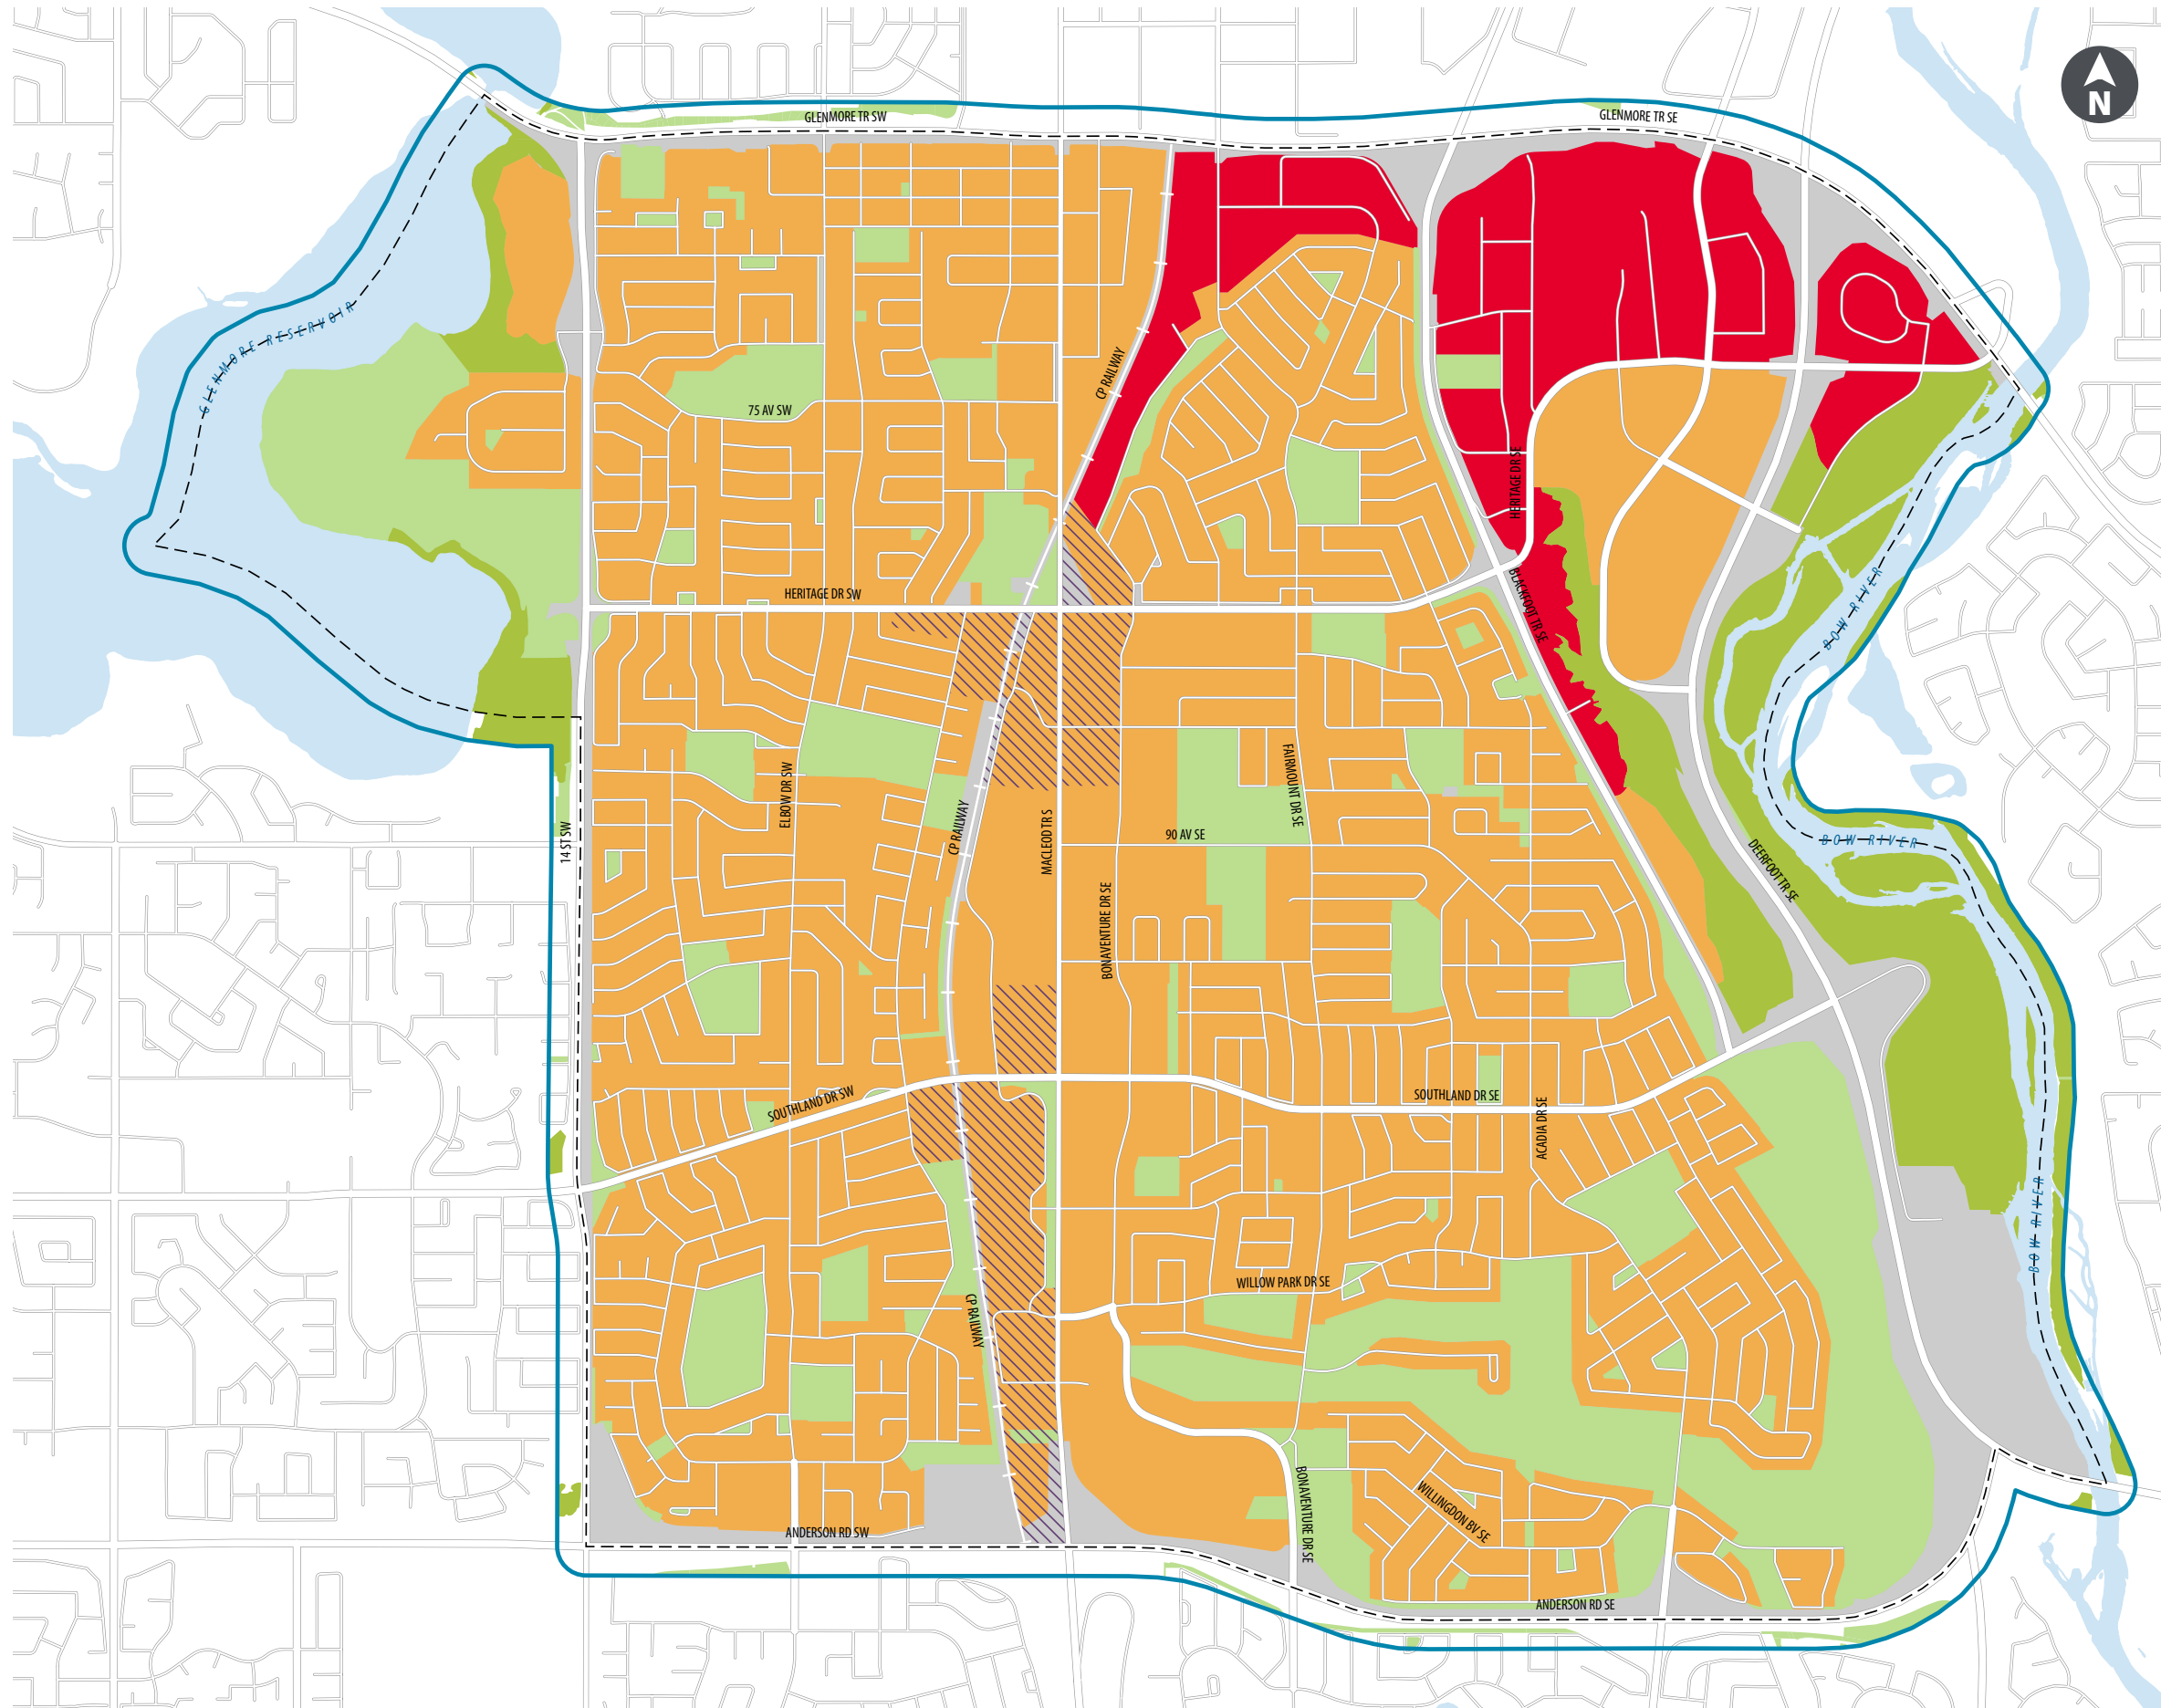 N
GLENMORE TR SW
GLENMORE TR SE
GLENMORE RESERVOIR
CP RAILWAY
75 AV SW
HERITAGE DR SE
HERITAGE DR SW
BLACKFOOT TR SE
BOW RIVER
ELBOW DR SW
FAIRMOUNT DR SE
14 ST SW
CP RAILWAY
MACLEOD TR S
90 AV SE
BOW RIVER
DEERFOOT TR SE
BONAVENTURE DR SE
SOUTHLAND DR SW
SOUTHLAND DR SE
ACADIA DR SE
BOW RIVER
WILLOW PARK DR SE
CP RAILWAY
BONAVENTURE DR SE
WILLINGDON BV SE
ANDERSON RD SW
ANDERSON RD SE